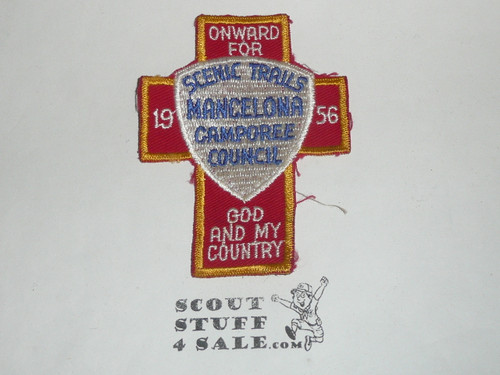 ONWARD
FOR
SCENIC TRAILS
MANCELONA
CAMPOREE
COUNCIL
19 56
GOD
AND MY
COUNTRY
SCOUT
STUFF
4 SALE.com